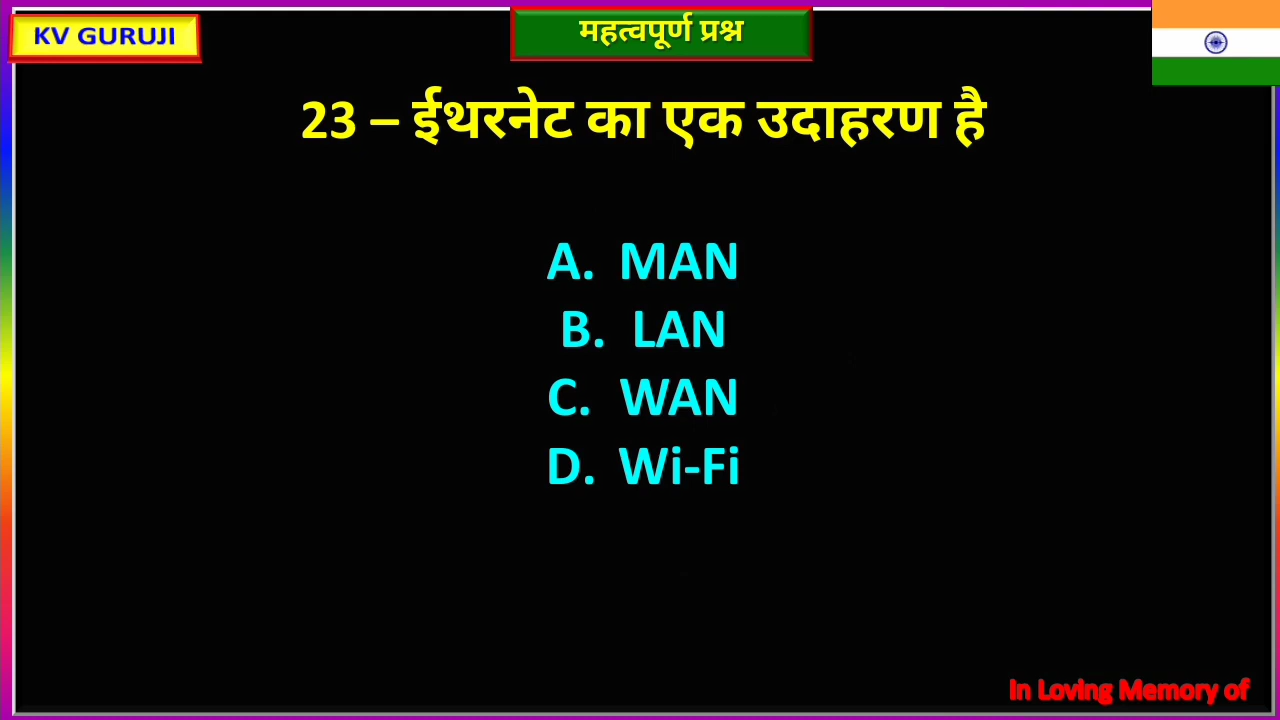 KV GURUJI
महत्वपूर्ण प्रश्न
23 – ईथरनेट का एक उदाहरण है
A. MAN
B. LAN
C. WAN
D. Wi-Fi
In Loving Memory of